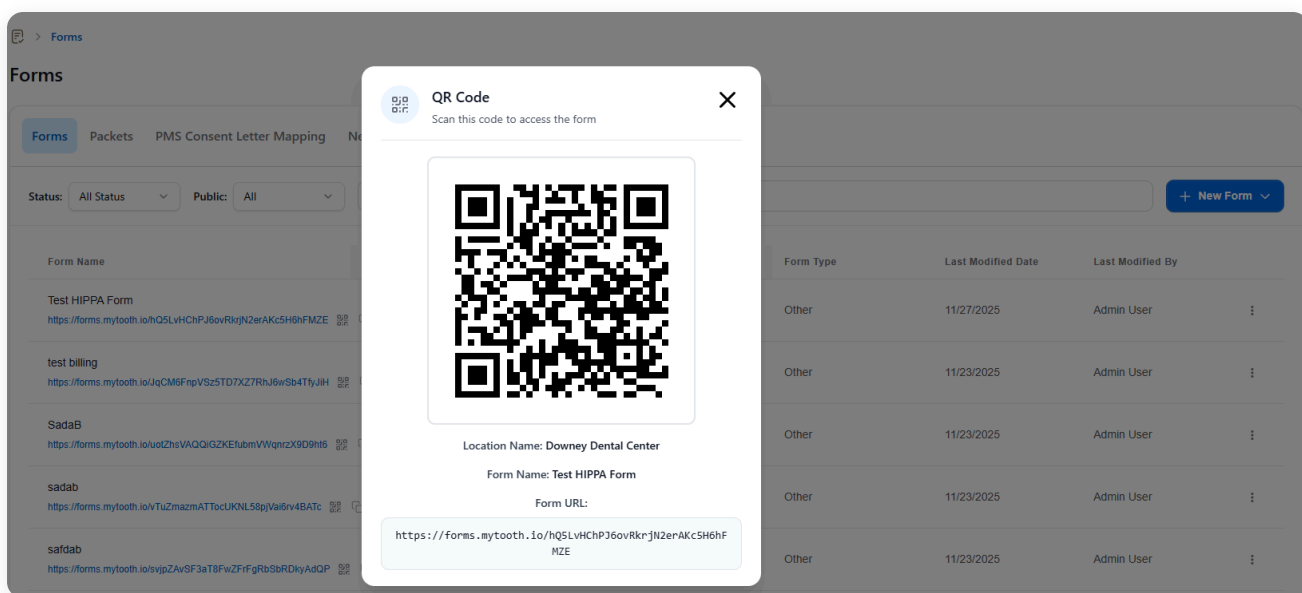 Forms
Forms
QR Code
Scan this code to access the form
Forms Packets PMS Consent Letter Mapping Ne
Status: All Status Public: All New Form
Form Name Form Type Last Modified Date Last Modified By
Test HIPPA Form
https://forms.mytooth.io/hQ5LvHChPJ6ovRkrjN2erAKc5H6hFMZE
Other 11/27/2025 Admin User
test billing
https://forms.mytooth.io/JqCM6FnpVSz5TD7XZ7RhJ6wSb4TfyJiH
Other 11/23/2025 Admin User
SadaB
https://forms.mytooth.io/uotZhsVAQQiGZKEfubmVWqnrzX9D9ht6
Other 11/23/2025 Admin User
sadab
https://forms.mytooth.io/vTuZmazmATTocUKNL58pjVai6rv4BATc
Other 11/23/2025 Admin User
safdab
https://forms.mytooth.io/svjpZAvSF3aT8FwZFrFgRbSbRDkyAdQP
Other 11/23/2025 Admin User
Location Name: Downey Dental Center
Form Name: Test HIPPA Form
Form URL:
https://forms.mytooth.io/hQ5LvHChPJ6ovRkrjN2erAKc5H6hF
MZE